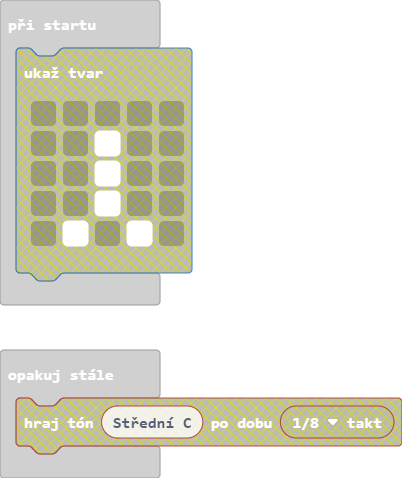 při startu
ukaž tvar
opakuj stále
hraj tón Střední C po dobu 1/8 takt